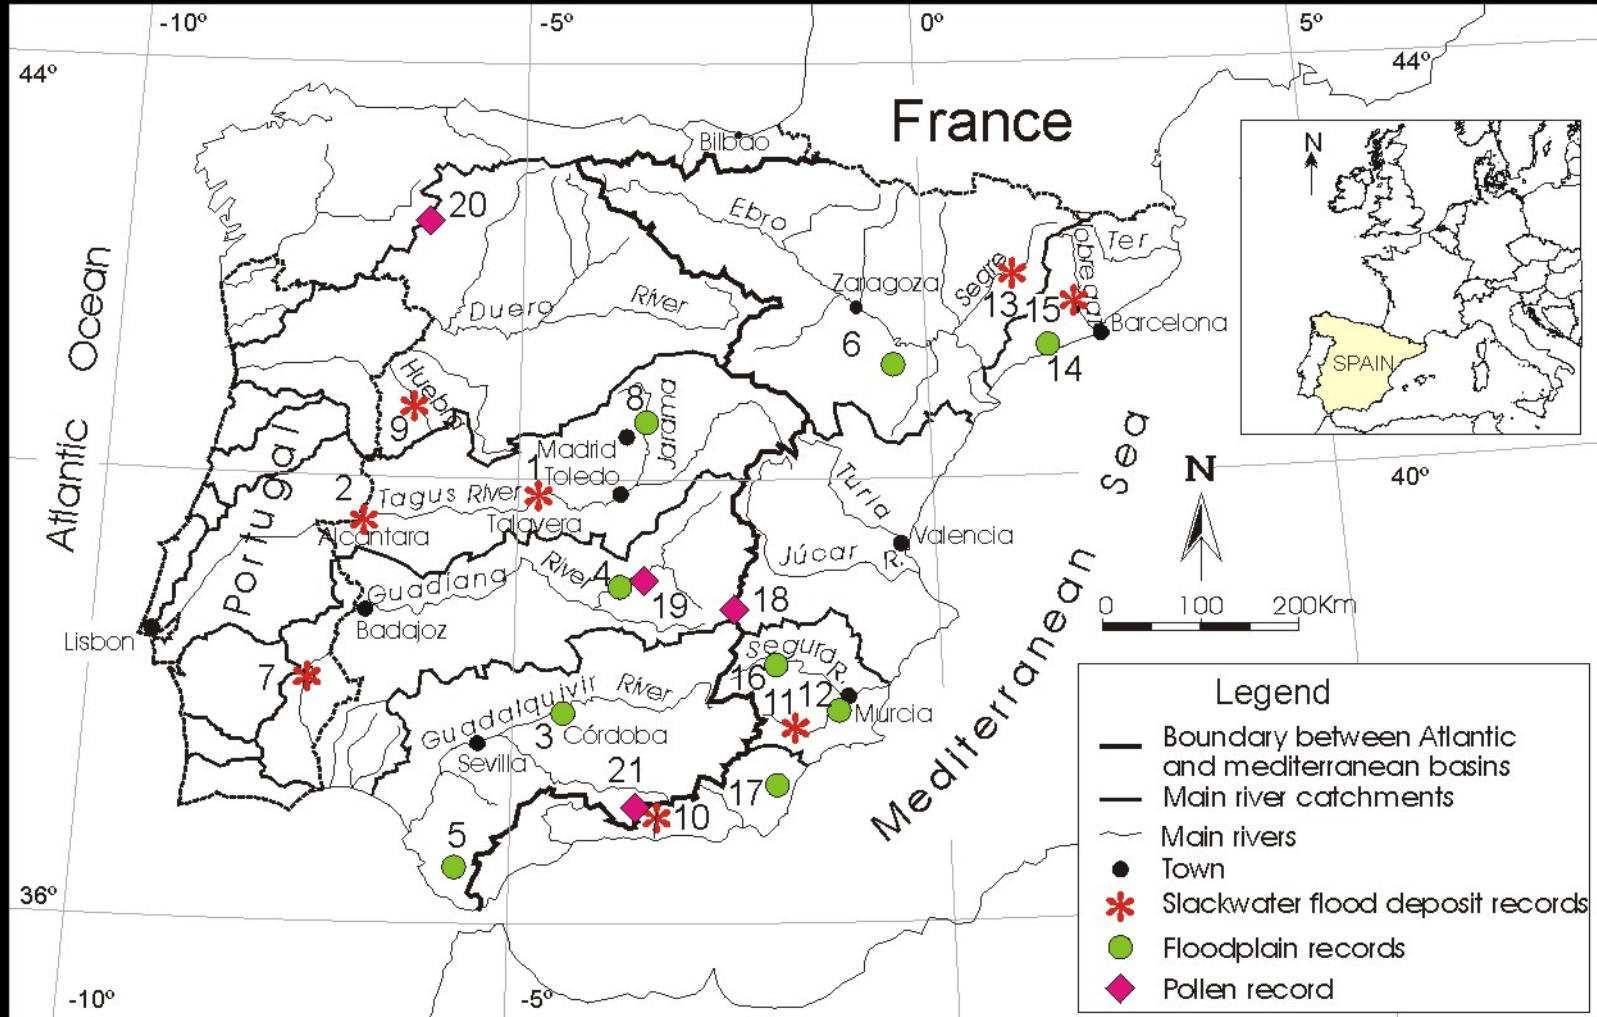 -10º
-5º
0º
5º
44º
44º
France
Bilbao
N
20
Ebro
Ter
Llobregat
Segre
Zaragoza
13
15
Duero River
Barcelona
6
SPAIN
14
Atlantic Ocean
Huebra
8
Jarama
9
Madrid
Portugal
1
Toledo
2
Tagus River
Talavera
Alcántara
Turia
Valencia
Júcar R.
40º
N
Mediterranean Sea
Guadiana River
4
19
18
0 100 200Km
Lisbon
Badajoz
7
Segura R.
16
11
12
Murcia
Guadalquivir River
3
Córdoba
Sevilla
21
17
10
5
36º
-10º
-5º
Legend
Boundary between Atlantic
and mediterranean basins
Main river catchments
Main rivers
Town
Slackwater flood deposit records
Floodplain records
Pollen record